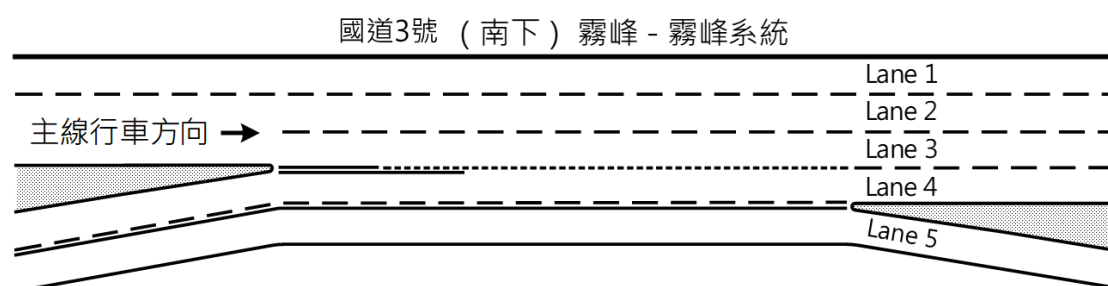 國道3號 (南下) 霧峰 - 霧峰系統
Lane 1
Lane 2
主線行車方向
Lane 3
Lane 4
Lane 5